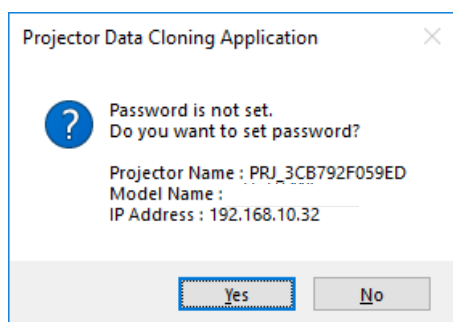 Projector Data Cloning Application
Password is not set.
Do you want to set password?
Projector Name : PRJ_3CB792F059ED
Model Name :
IP Address : 192.168.10.32
Yes
No